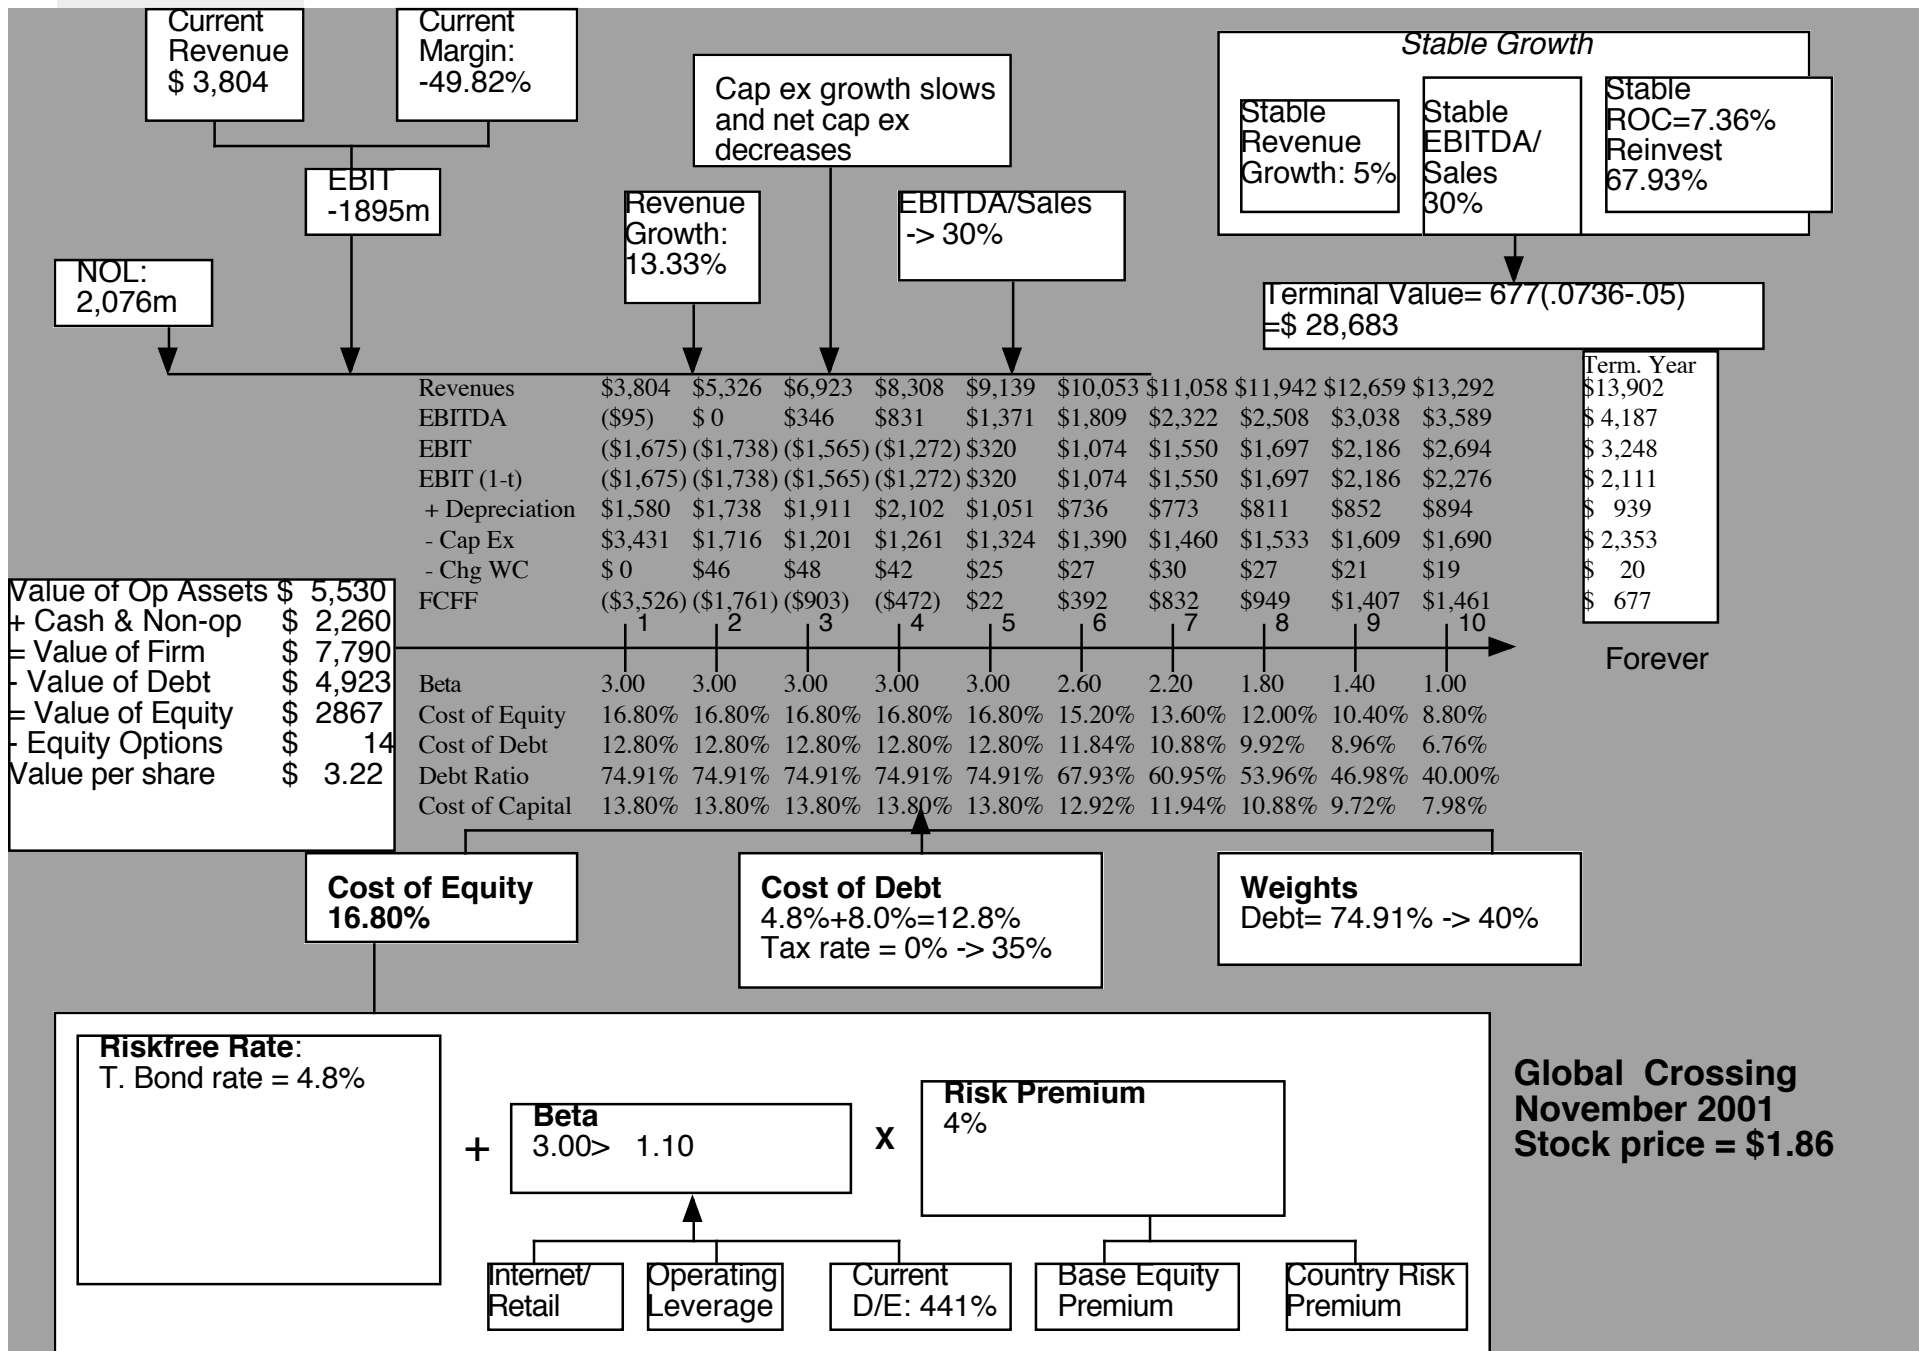 Current
Revenue
$ 3,804
Current
Margin:
-49.82%
Cap ex growth slows
and net cap ex
decreases
Stable Growth
Stable
Revenue
Growth: 5%
Stable
EBITDA/
Sales
30%
Stable
ROC=7.36%
Reinvest
67.93%
EBIT
-1895m
Revenue
Growth:
13.33%
EBITDA/Sales
-> 30%
NOL:
2,076m
Terminal Value= 677(.0736-.05)
=$ 28,683
Term. Year
Revenues $3,804 $5,326 $6,923 $8,308 $9,139 $10,053 $11,058 $11,942 $12,659 $13,292 $13,902
EBITDA ($95) $ 0 $346 $831 $1,371 $1,809 $2,322 $2,508 $3,038 $3,589 $ 4,187
EBIT ($1,675) ($1,738) ($1,565) ($1,272) $320 $1,074 $1,550 $1,697 $2,186 $2,694 $ 3,248
EBIT (1-t) ($1,675) ($1,738) ($1,565) ($1,272) $320 $1,074 $1,550 $1,697 $2,186 $2,276 $ 2,111
+ Depreciation $1,580 $1,738 $1,911 $2,102 $1,051 $736 $773 $811 $852 $894 $ 939
- Cap Ex $3,431 $1,716 $1,201 $1,261 $1,324 $1,390 $1,460 $1,533 $1,609 $1,690 $ 2,353
- Chg WC $ 0 $46 $48 $42 $25 $27 $30 $27 $21 $19 $ 20
FCFF ($3,526) ($1,761) ($903) ($472) $22 $392 $832 $949 $1,407 $1,461 $ 677
1 2 3 4 5 6 7 8 9 10
Forever
Value of Op Assets $ 5,530
+ Cash & Non-op $ 2,260
= Value of Firm $ 7,790
- Value of Debt $ 4,923
= Value of Equity $ 2867
- Equity Options $ 14
Value per share $ 3.22
Beta 3.00 3.00 3.00 3.00 3.00 2.60 2.20 1.80 1.40 1.00
Cost of Equity 16.80% 16.80% 16.80% 16.80% 16.80% 15.20% 13.60% 12.00% 10.40% 8.80%
Cost of Debt 12.80% 12.80% 12.80% 12.80% 12.80% 11.84% 10.88% 9.92% 8.96% 6.76%
Debt Ratio 74.91% 74.91% 74.91% 74.91% 74.91% 67.93% 60.95% 53.96% 46.98% 40.00%
Cost of Capital 13.80% 13.80% 13.80% 13.80% 13.80% 12.92% 11.94% 10.88% 9.72% 7.98%
Cost of Equity
16.80%
Cost of Debt
4.8%+8.0%=12.8%
Tax rate = 0% -> 35%
Weights
Debt= 74.91% -> 40%
Riskfree Rate:
T. Bond rate = 4.8%
+
Beta
3.00> 1.10
X
Risk Premium
4%
Global Crossing
November 2001
Stock price = $1.86
Internet/
Retail
Operating
Leverage
Current
D/E: 441%
Base Equity
Premium
Country Risk
Premium